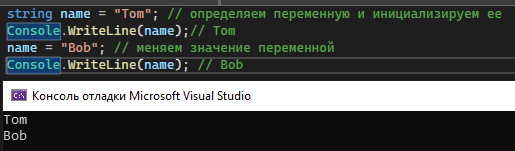 string name = "Tom"; // определяем переменную и инициализируем ее
Console.WriteLine(name);// Tom
name = "Bob"; // меняем значение переменной
Console.WriteLine(name); // Bob
C:\ Консоль отладки Microsoft Visual Studio
Tom
Bob